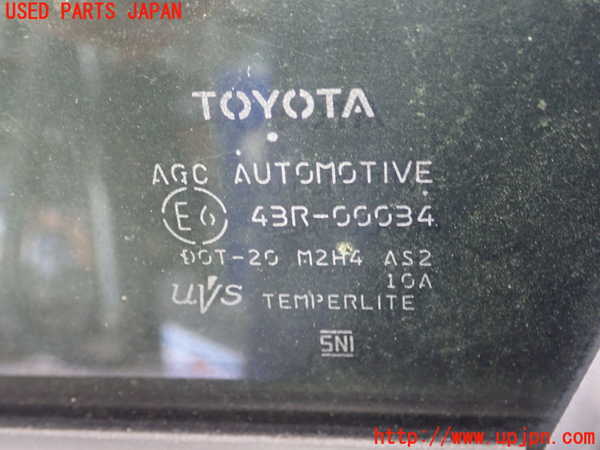 USED PARTS JAPAN
TOYOTA
AGC AUTOMOTIVE
E6 43R-00034
DOT-20 M2H4 AS2
10A
uVs TEMPERLITE
SNI
http://www.upjpn.com/